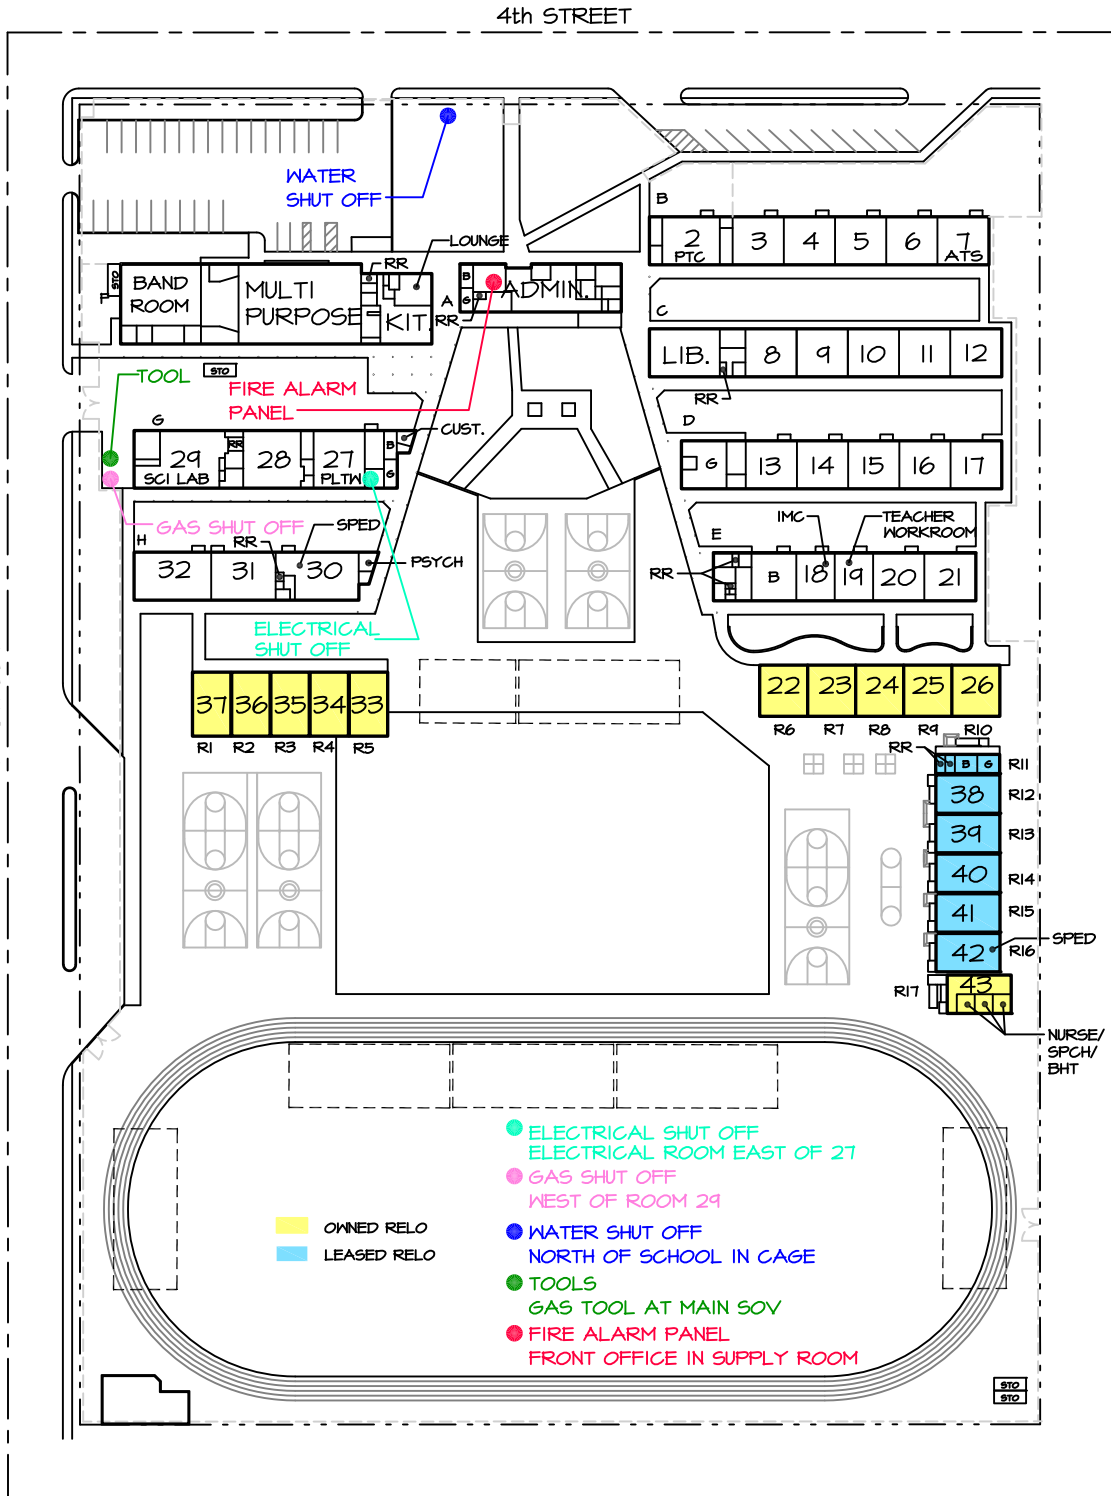 4th STREET
WATER
SHUT OFF
B
2
PTC
3
4
5
6
7
ATS
LOUNGE
RR
STO
BAND
ROOM
MULTI
PURPOSE
KIT.
A
B
G
ADMIN.
RR
C
LIB.
8
9
10
11
12
RR
TOOL
STO
FIRE ALARM
PANEL
G
CUST.
29
SCI LAB
RR
28
27
PLTW
B
G
D
G
13
14
15
16
17
GAS SHUT OFF
H
RR
SPED
PSYCH
32
31
30
E
IMC
TEACHER
WORKROOM
RR
B
18
19
20
21
ELECTRICAL
SHUT OFF
37
36
35
34
33
R1
R2
R3
R4
R5
22
23
24
25
26
R6
R7
R8
R9
R10
RR
B
G
R11
38
R12
39
R13
40
R14
41
R15
42
R16
SPED
R17
43
NURSE/
SPCH/
BHT
ELECTRICAL SHUT OFF
ELECTRICAL ROOM EAST OF 27
GAS SHUT OFF
WEST OF ROOM 29
OWNED RELO
LEASED RELO
WATER SHUT OFF
NORTH OF SCHOOL IN CAGE
TOOLS
GAS TOOL AT MAIN SOV
FIRE ALARM PANEL
FRONT OFFICE IN SUPPLY ROOM
STO
STO